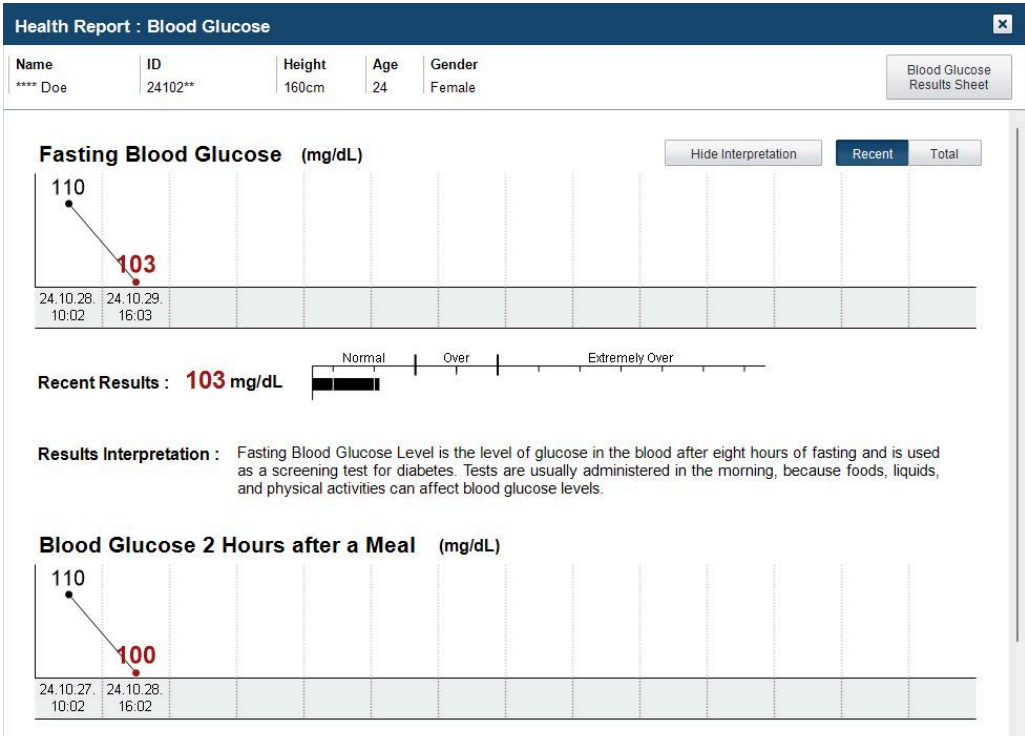 Health Report : Blood Glucose
Name ID Height Age Gender
**** Doe 24102** 160cm 24 Female
Blood Glucose
Results Sheet
Fasting Blood Glucose (mg/dL)
Hide Interpretation Recent Total
110
103
24.10.28. 24.10.29.
10:02 16:03
Normal Over Extremely Over
Recent Results : 103 mg/dL
Results Interpretation : Fasting Blood Glucose Level is the level of glucose in the blood after eight hours of fasting and is used
as a screening test for diabetes. Tests are usually administered in the morning, because foods, liquids,
and physical activities can affect blood glucose levels.
Blood Glucose 2 Hours after a Meal (mg/dL)
110
100
24.10.27. 24.10.28.
10:02 16:02